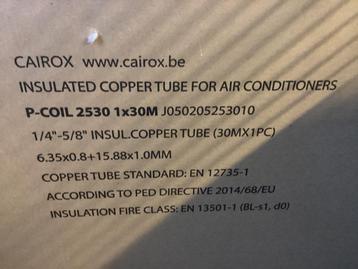 CAIROX www.cairox.be
INSULATED COPPER TUBE FOR AIR CONDITIONERS
P-COIL 2530 1x30M J050205253010
1/4"-5/8" INSUL.COPPER TUBE (30MX1PC)
6.35x0.8+15.88x1.0MM
COPPER TUBE STANDARD: EN 12735-1
ACCORDING TO PED DIRECTIVE 2014/68/EU
INSULATION FIRE CLASS: EN 13501-1 (BL-s1, d0)